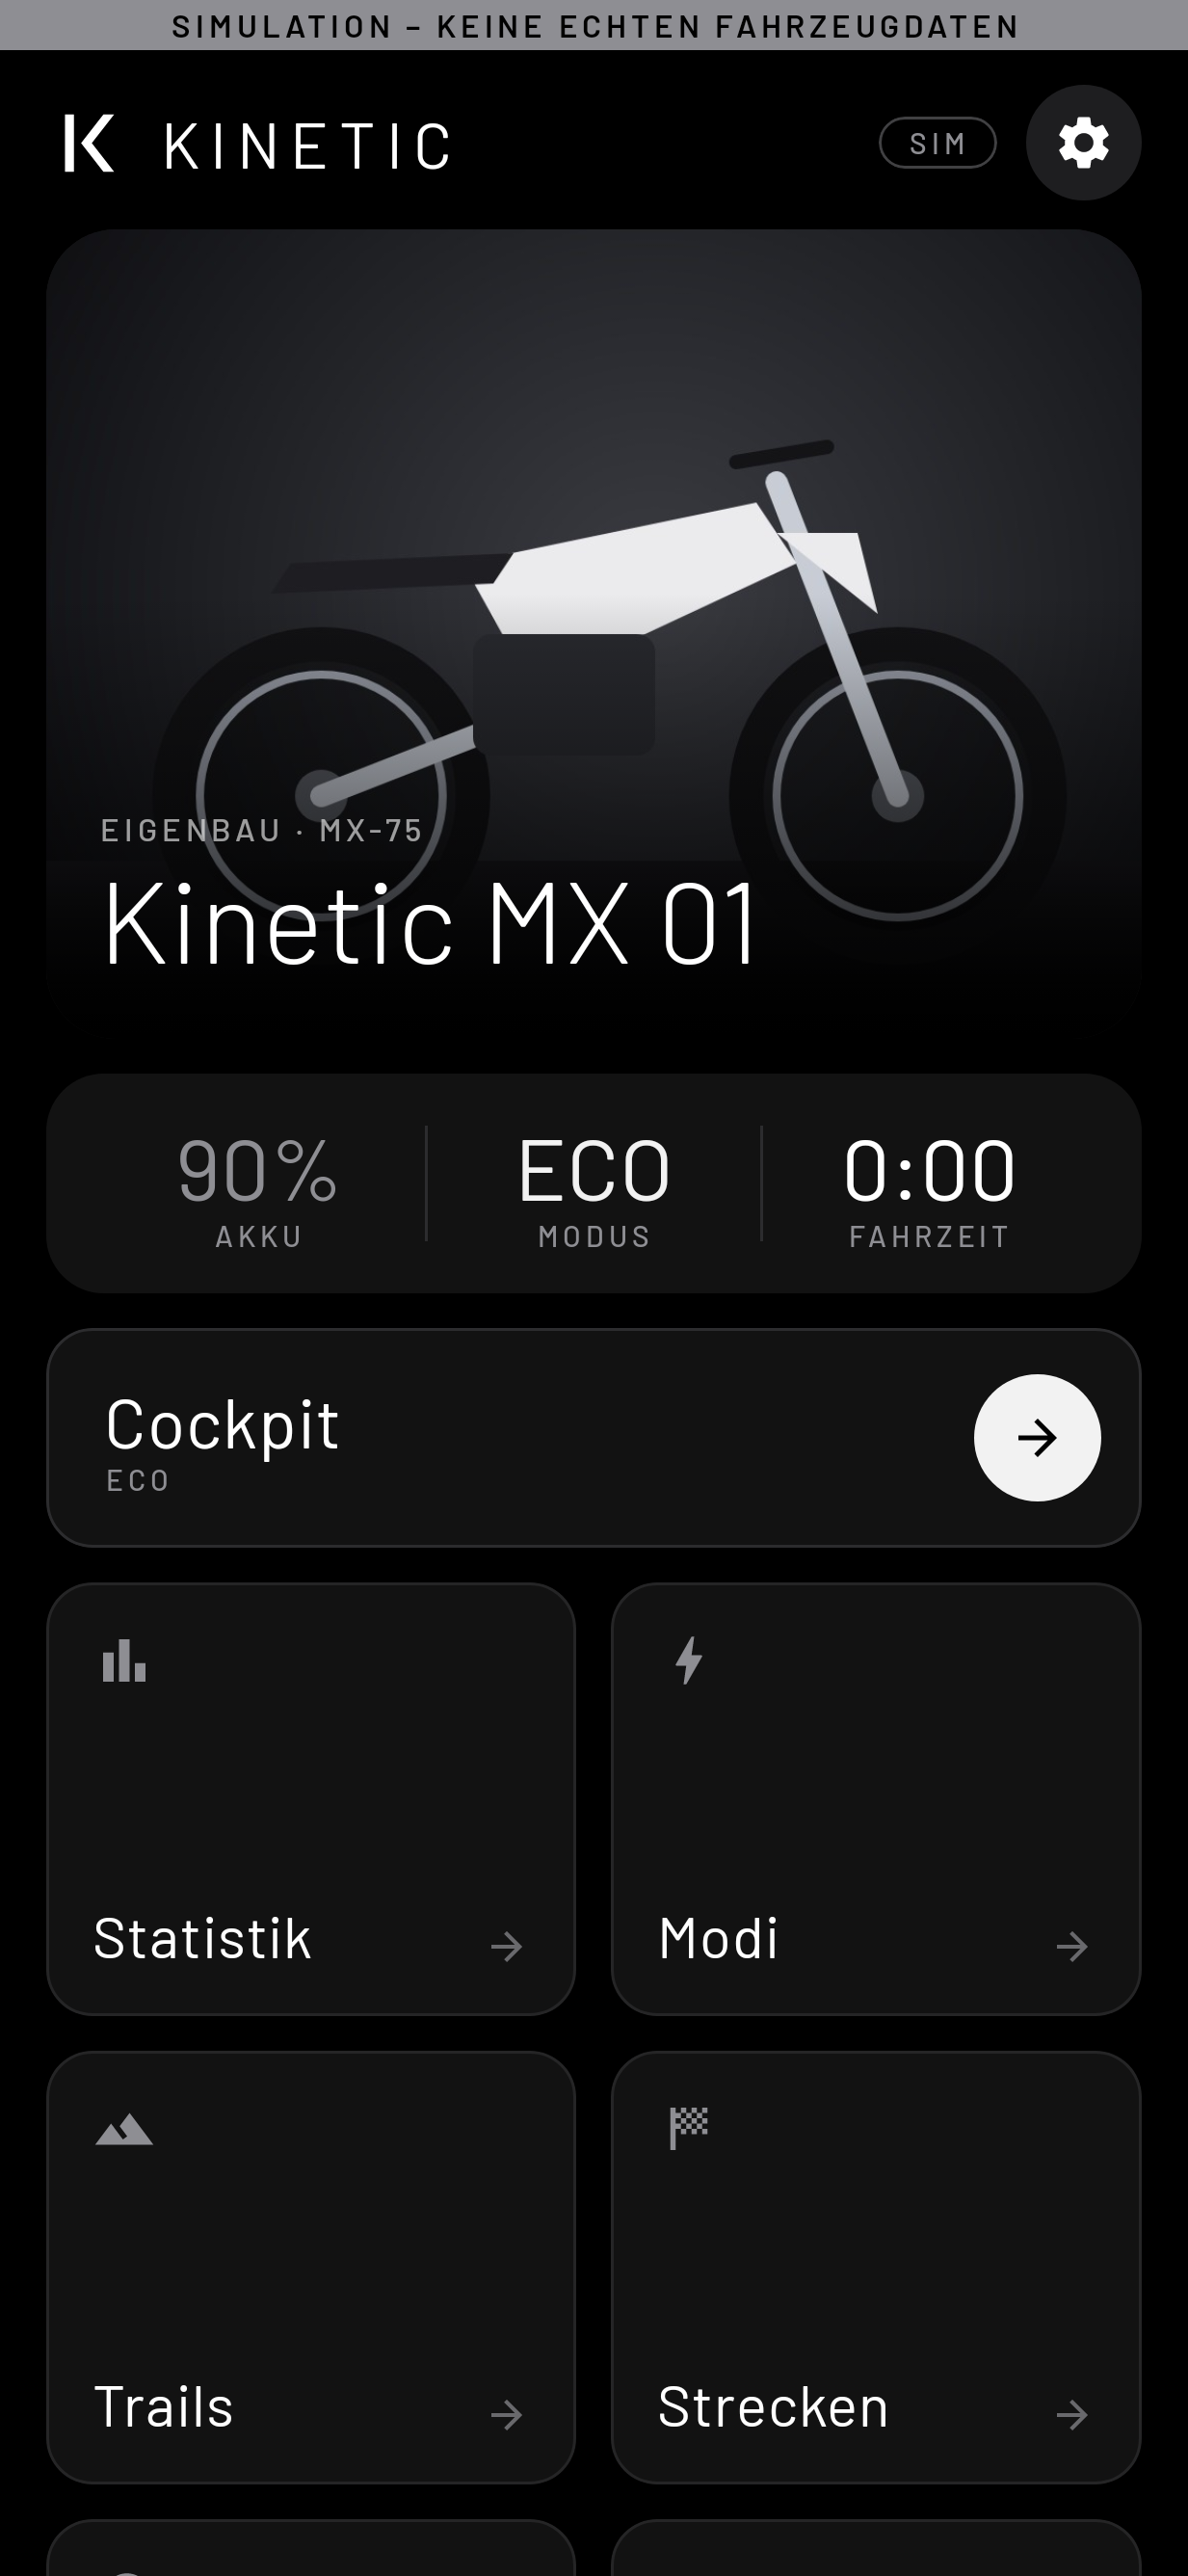 SIMULATION – KEINE ECHTEN FAHRZEUGDATEN
K KINETIC
SIM
EIGENBAU · MX-75
Kinetic MX 01
90% ECO 0:00
AKKU MODUS FAHRZEIT
Cockpit
ECO
Statistik Modi
Trails Strecken